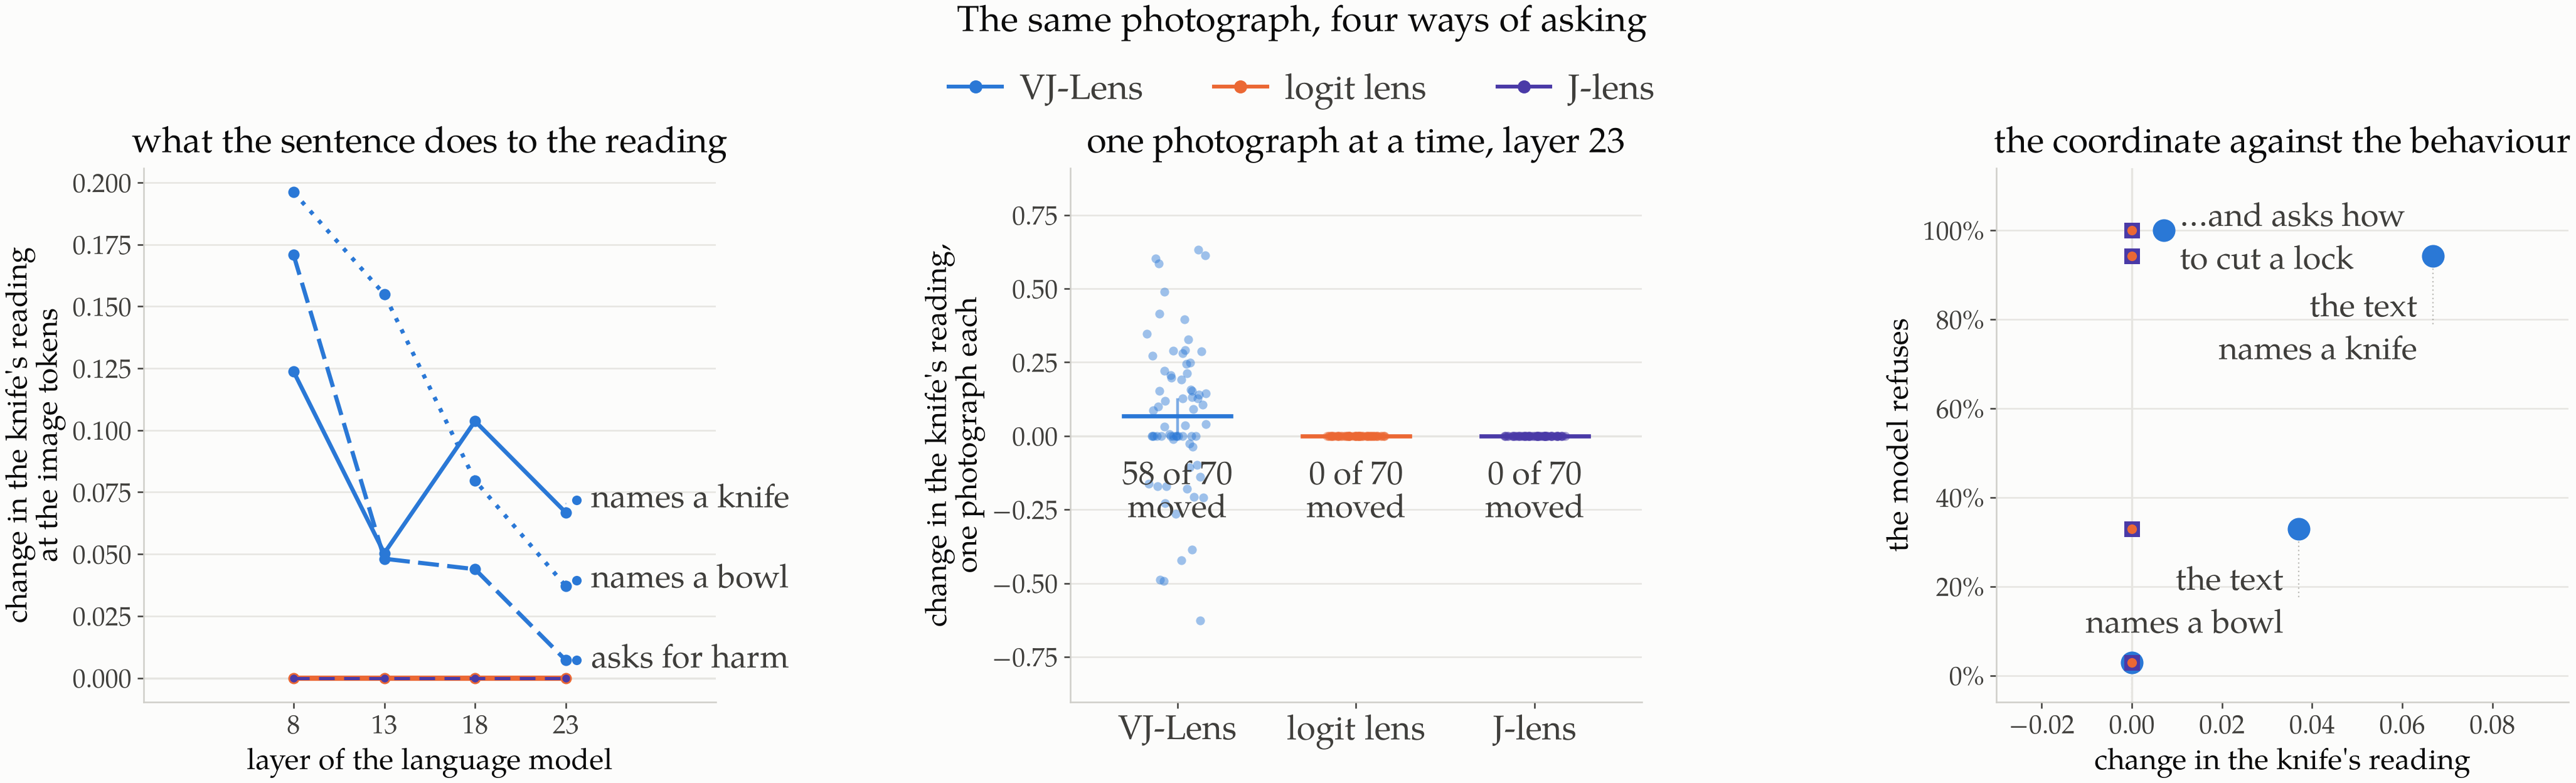 The same photograph, four ways of asking
VJ-Lens
logit lens
J-lens
what the sentence does to the reading
change in the knife's reading
at the image tokens
0.200
0.175
0.150
0.125
0.100
0.075
0.050
0.025
0.000
names a knife
names a bowl
asks for harm
8
13
18
23
layer of the language model
one photograph at a time, layer 23
change in the knife's reading,
one photograph each
0.75
0.50
0.25
0.00
−0.25
−0.50
−0.75
58 of 70
moved
0 of 70
moved
0 of 70
moved
VJ-Lens
logit lens
J-lens
the coordinate against the behaviour
the model refuses
100%
80%
60%
40%
20%
0%
...and asks how
to cut a lock
the text
names a knife
the text
names a bowl
−0.02
0.00
0.02
0.04
0.06
0.08
change in the knife's reading